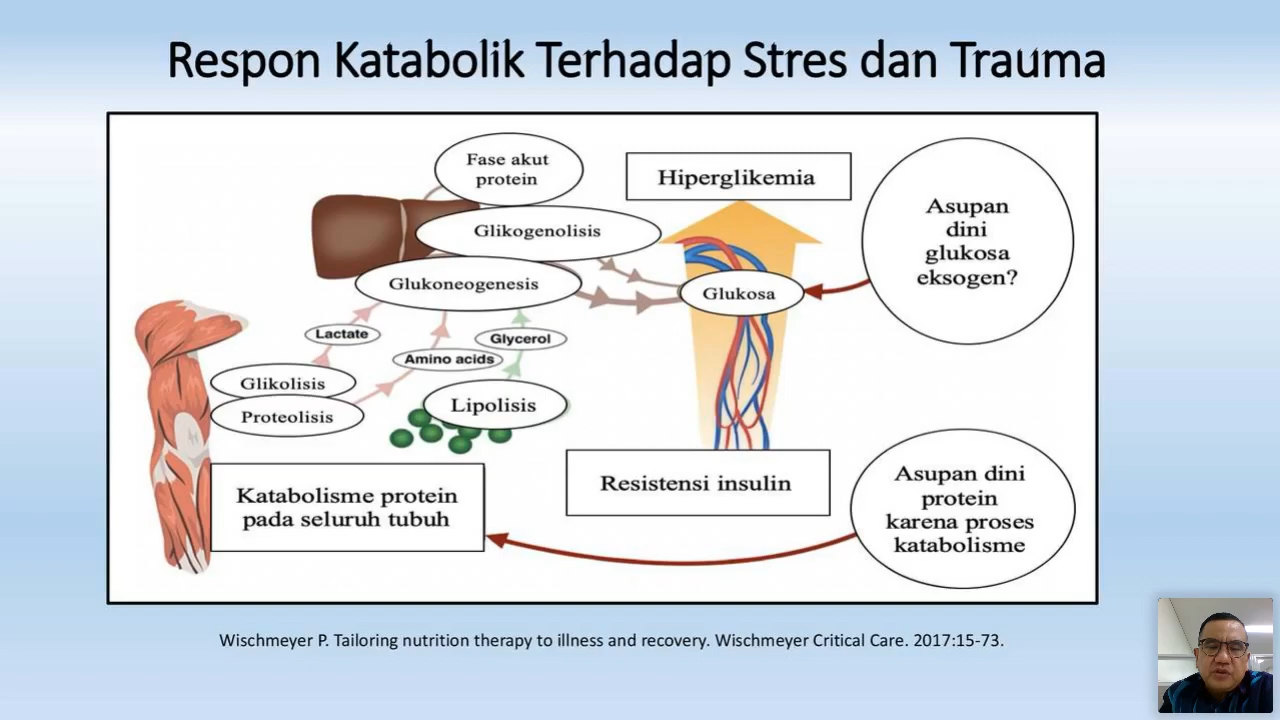 Respon Katabolik Terhadap Stres dan Trauma
Fase akut
protein
Glikogenolisis
Glukoneogenesis
Hiperglikemia
Glukosa
Asupan
dini
glukosa
eksogen?
Lactate
Amino acids
Glycerol
Glikolisis
Proteolisis
Lipolisis
Katabolisme protein
pada seluruh tubuh
Resistensi insulin
Asupan dini
protein
karena proses
katabolisme
Wischmeyer P. Tailoring nutrition therapy to illness and recovery. Wischmeyer Critical Care. 2017:15-73.